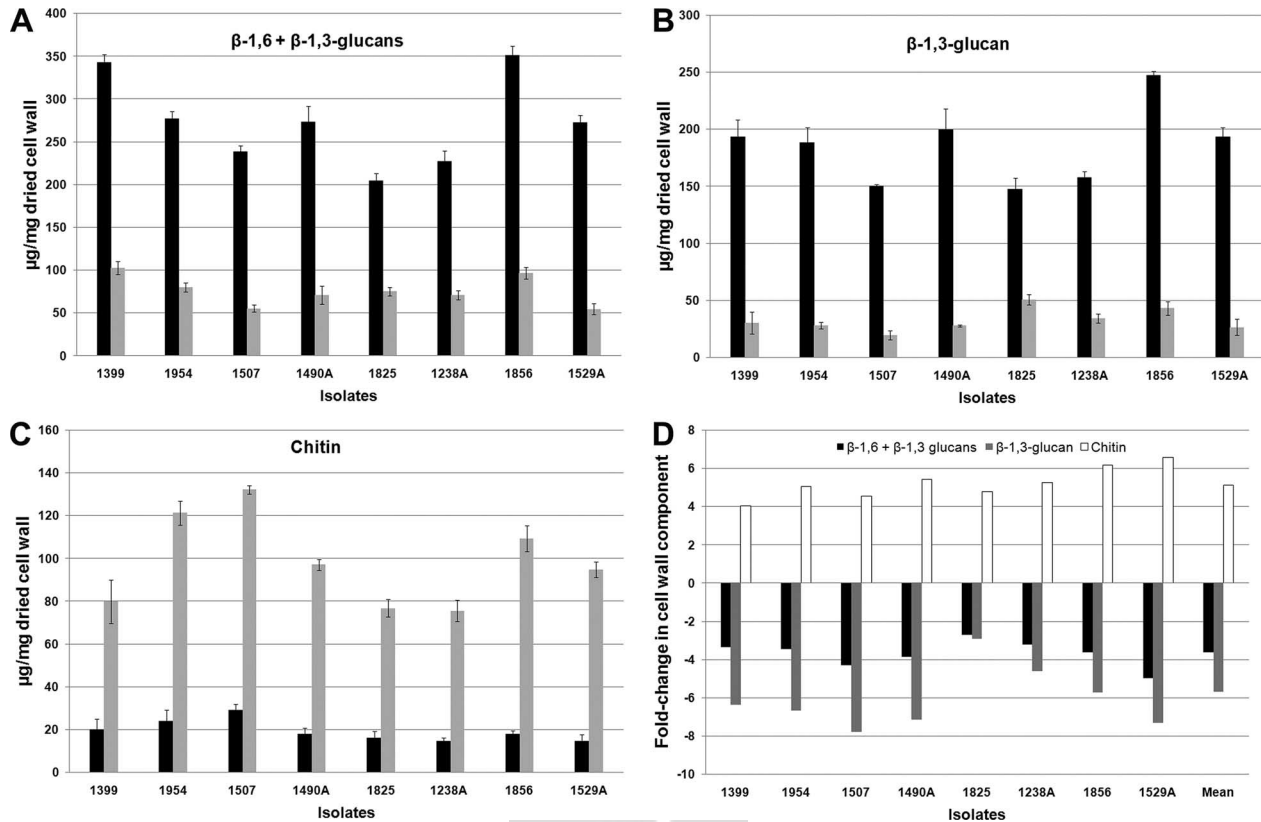 A
β-1,6 + β-1,3-glucans
µg/mg dried cell wall
400
350
300
250
200
150
100
50
0
1399 1954 1507 1490A 1825 1238A 1856 1529A
Isolates
B
β-1,3-glucan
µg/mg dried cell wall
300
250
200
150
100
50
0
1399 1954 1507 1490A 1825 1238A 1856 1529A
Isolates
C
Chitin
µg/mg dried cell wall
160
140
120
100
80
60
40
20
0
1399 1954 1507 1490A 1825 1238A 1856 1529A
Isolates
D
β-1,6 + β-1,3 glucans β-1,3-glucan Chitin
Fold-change in cell wall component
8
6
4
2
0
-2
-4
-6
-8
-10
1399 1954 1507 1490A 1825 1238A 1856 1529A Mean
Isolates